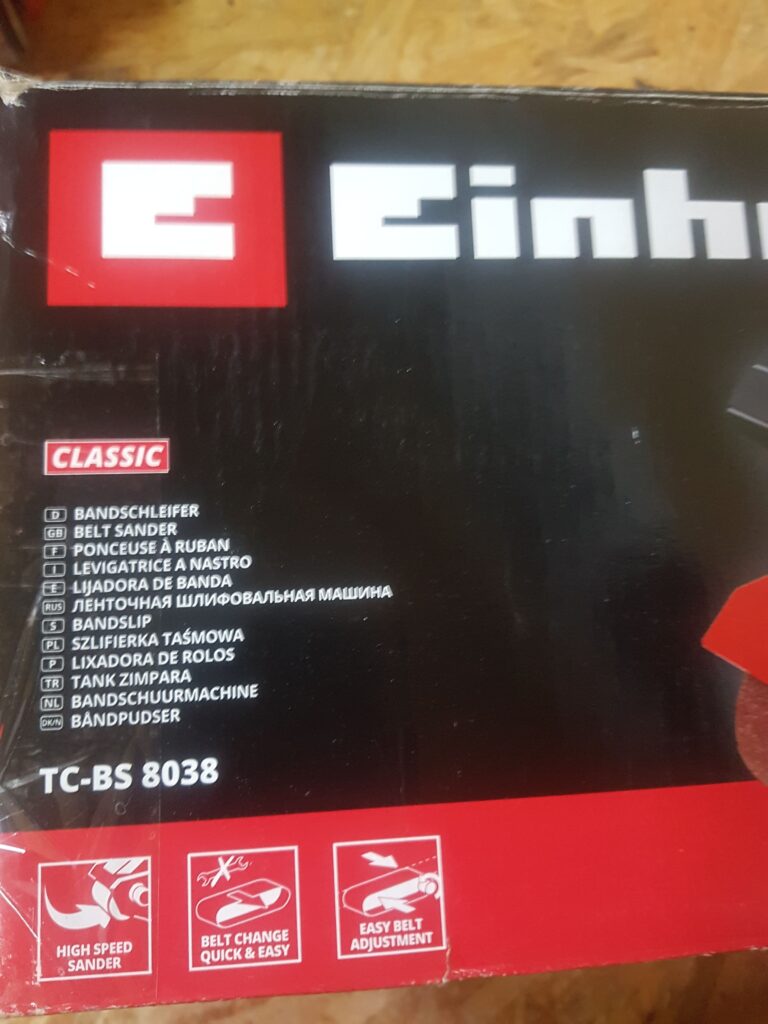 Einh
CLASSIC
D BANDSCHLEIFER
GB BELT SANDER
F PONCEUSE À RUBAN
I LEVIGATRICE A NASTRO
E LIJADORA DE BANDA
RUS ЛЕНТОЧНАЯ ШЛИФОВАЛЬНАЯ МАШИНА
S BANDSLIP
PL SZLIFIERKA TAŚMOWA
P LIXADORA DE ROLOS
TR TANK ZIMPARA
NL BANDSCHUURMACHINE
DK/N BÅNDPUDSER
TC-BS 8038
HIGH SPEED
SANDER
BELT CHANGE
QUICK & EASY
EASY BELT
ADJUSTMENT